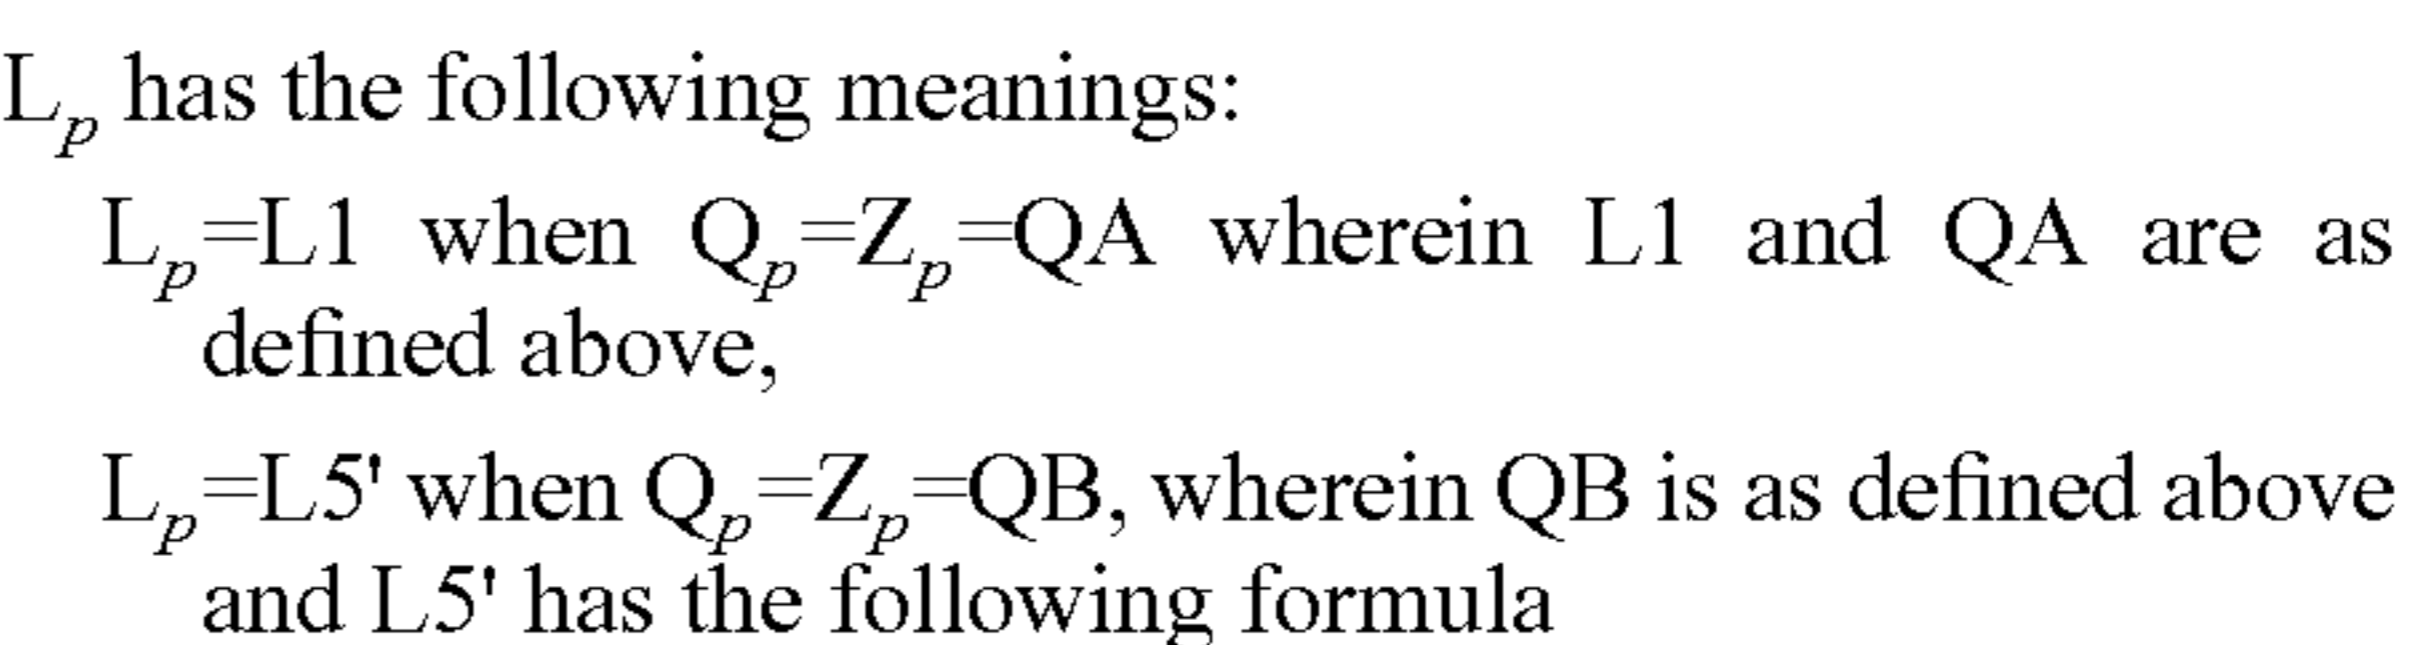 Lp has the following meanings:
Lp=L1 when Qp=Zp=QA wherein L1 and QA are as
defined above,
Lp=L5' when Qp=Zp=QB, wherein QB is as defined above
and L5' has the following formula